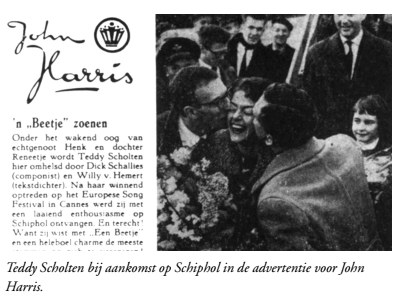 John
Harris
'n „Beetje" zoenen
Onder het wakend oog van
echtgenoot Henk en dochter
Reneetje wordt Teddy Scholten
hier omhelsd door Dick Schallies
(componist) en Willy v. Hemert
(tekstdichter). Na haar winnend
optreden op het Europese Song
Festival in Cannes werd zij met
een laaiend enthousiasme op
Schiphol ontvangen. En terecht!
Want zij wist met „Een Beetje"
en een heleboel charme de meeste
Teddy Scholten bij aankomst op Schiphol in de advertentie voor John
Harris.